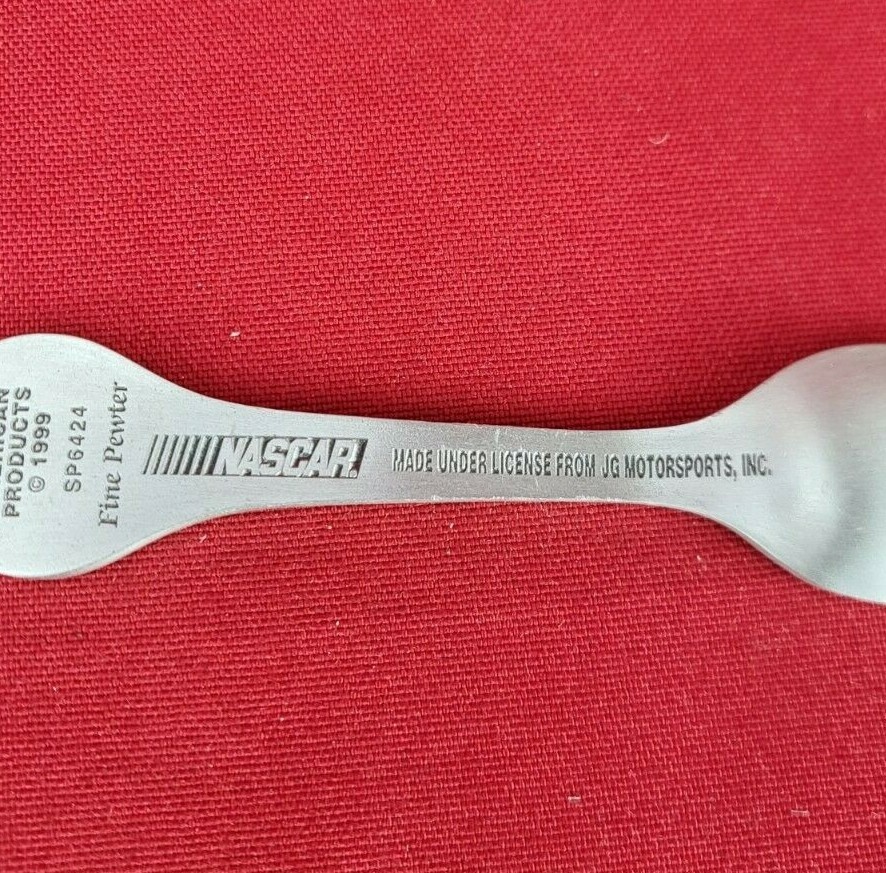 PRODUCTS
© 1999
SP6424
Fine Pewter
NASCAR.
MADE UNDER LICENSE FROM JG MOTORSPORTS, INC.